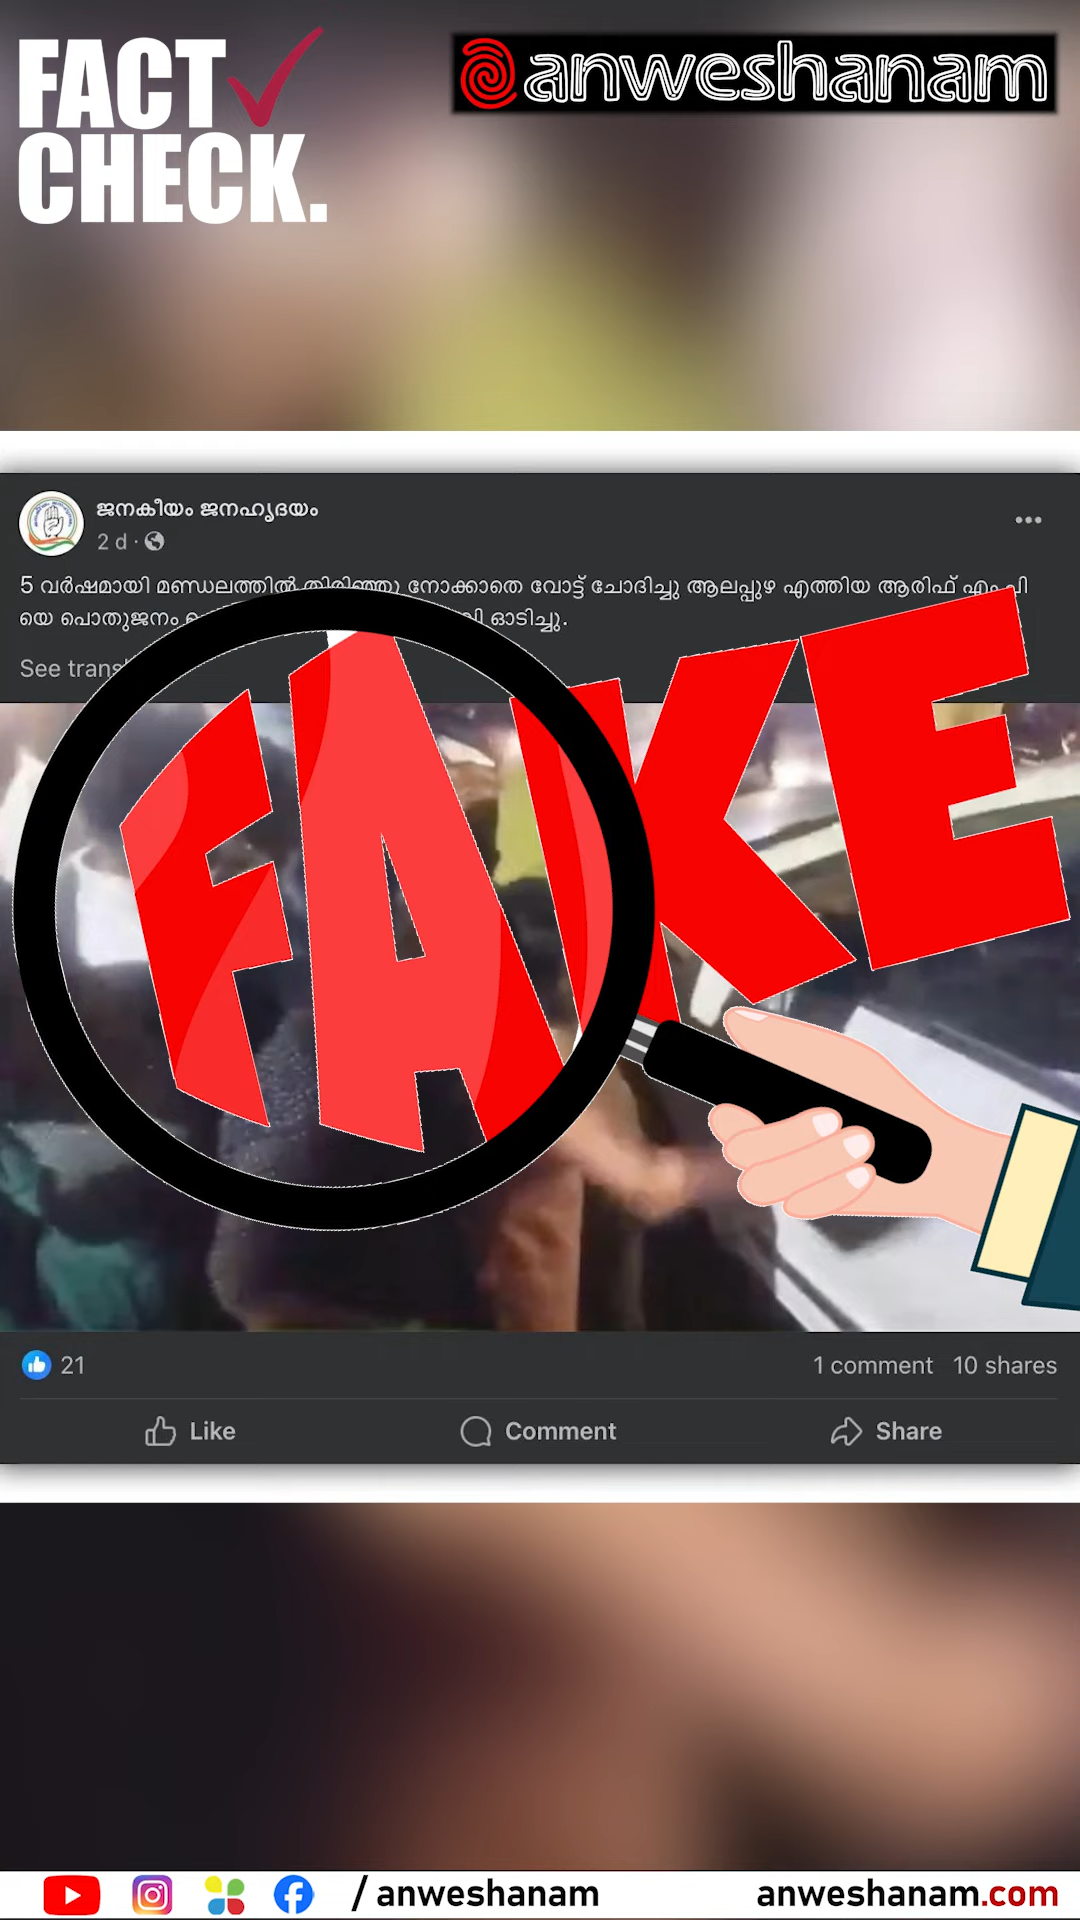 FACT
CHECK.
anweshanam
ജനകീയം ജനഹൃദയം
2 d
5 വർഷമായി മണ്ഡലത്തിൽ തിരിഞ്ഞു നോക്കാതെ വോട്ട് ചോദിച്ചു ആലപ്പുഴ എത്തിയ ആരിഫ് എം.പി
യെ പൊതുജനം ഓടിച്ചു.
See
FAKE
21
1 comment 10 shares
Like
Comment
Share
/ anweshanam
anweshanam.com